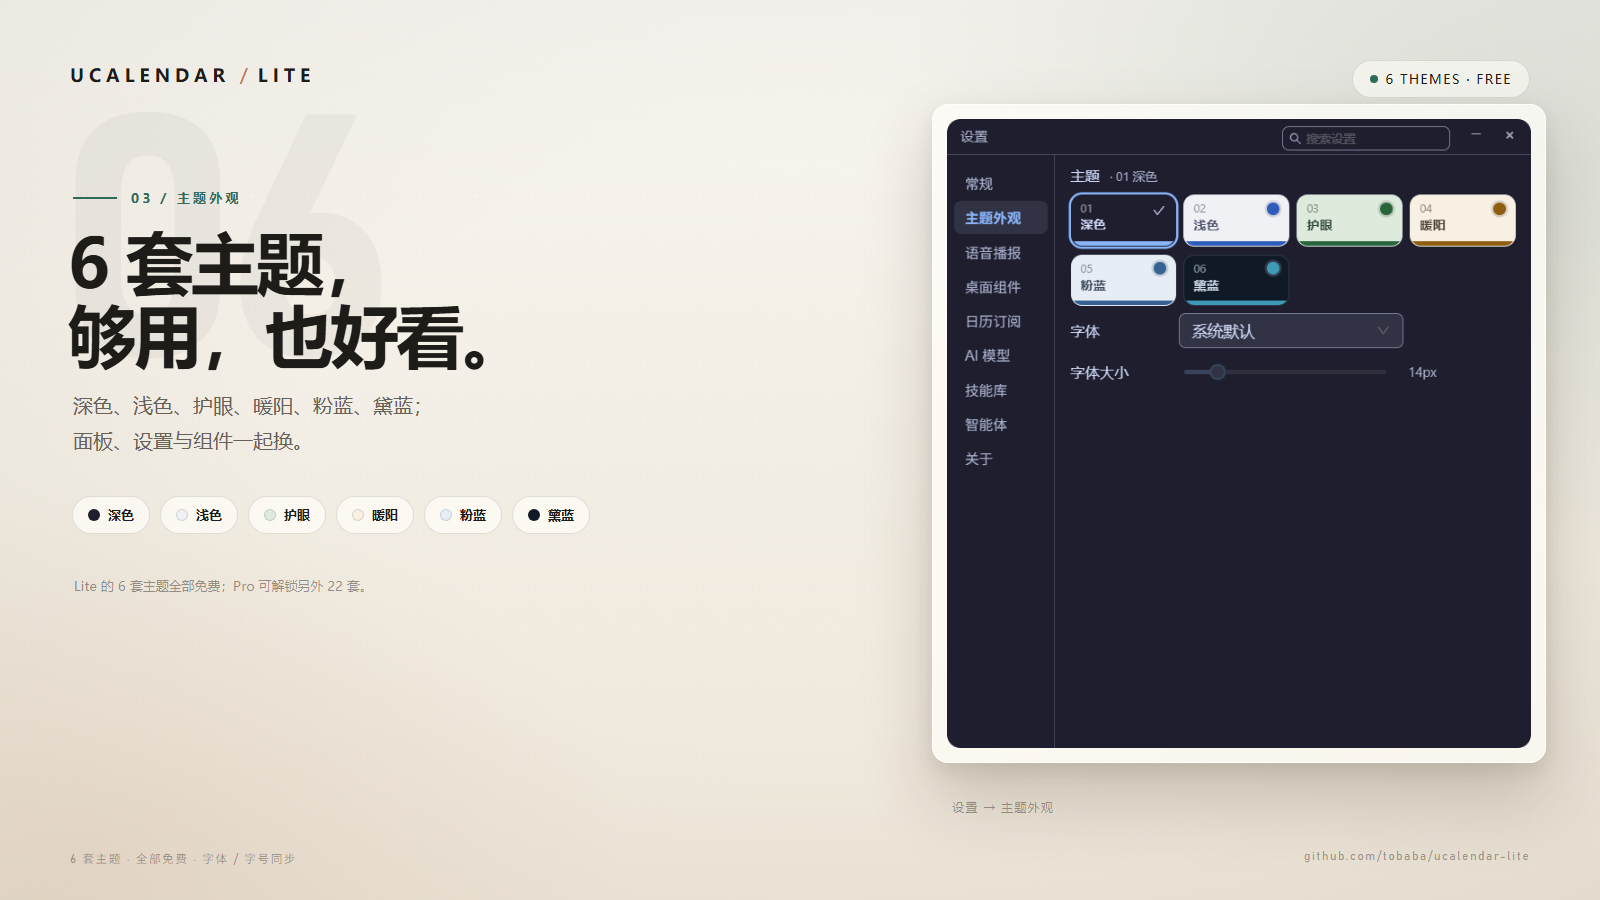 UCALENDAR / LITE
06
03 / 主题外观
6 套主题，
够用，也好看。
深色、浅色、护眼、暖阳、粉蓝、黛蓝；
面板、设置与组件一起换。
深色 浅色 护眼 暖阳 粉蓝 黛蓝
Lite 的 6 套主题全部免费；Pro 可解锁另外 22 套。
6 THEMES · FREE
设置
搜索设置
常规
主题外观
语音播报
桌面组件
日历订阅
AI 模型
技能库
智能体
关于
主题 · 01 深色
01 深色
02 浅色
03 护眼
04 暖阳
05 粉蓝
06 黛蓝
字体 系统默认
字体大小 14px
设置 → 主题外观
6 套主题 · 全部免费 · 字体 / 字号同步
github.com/tobaba/ucalendar-lite